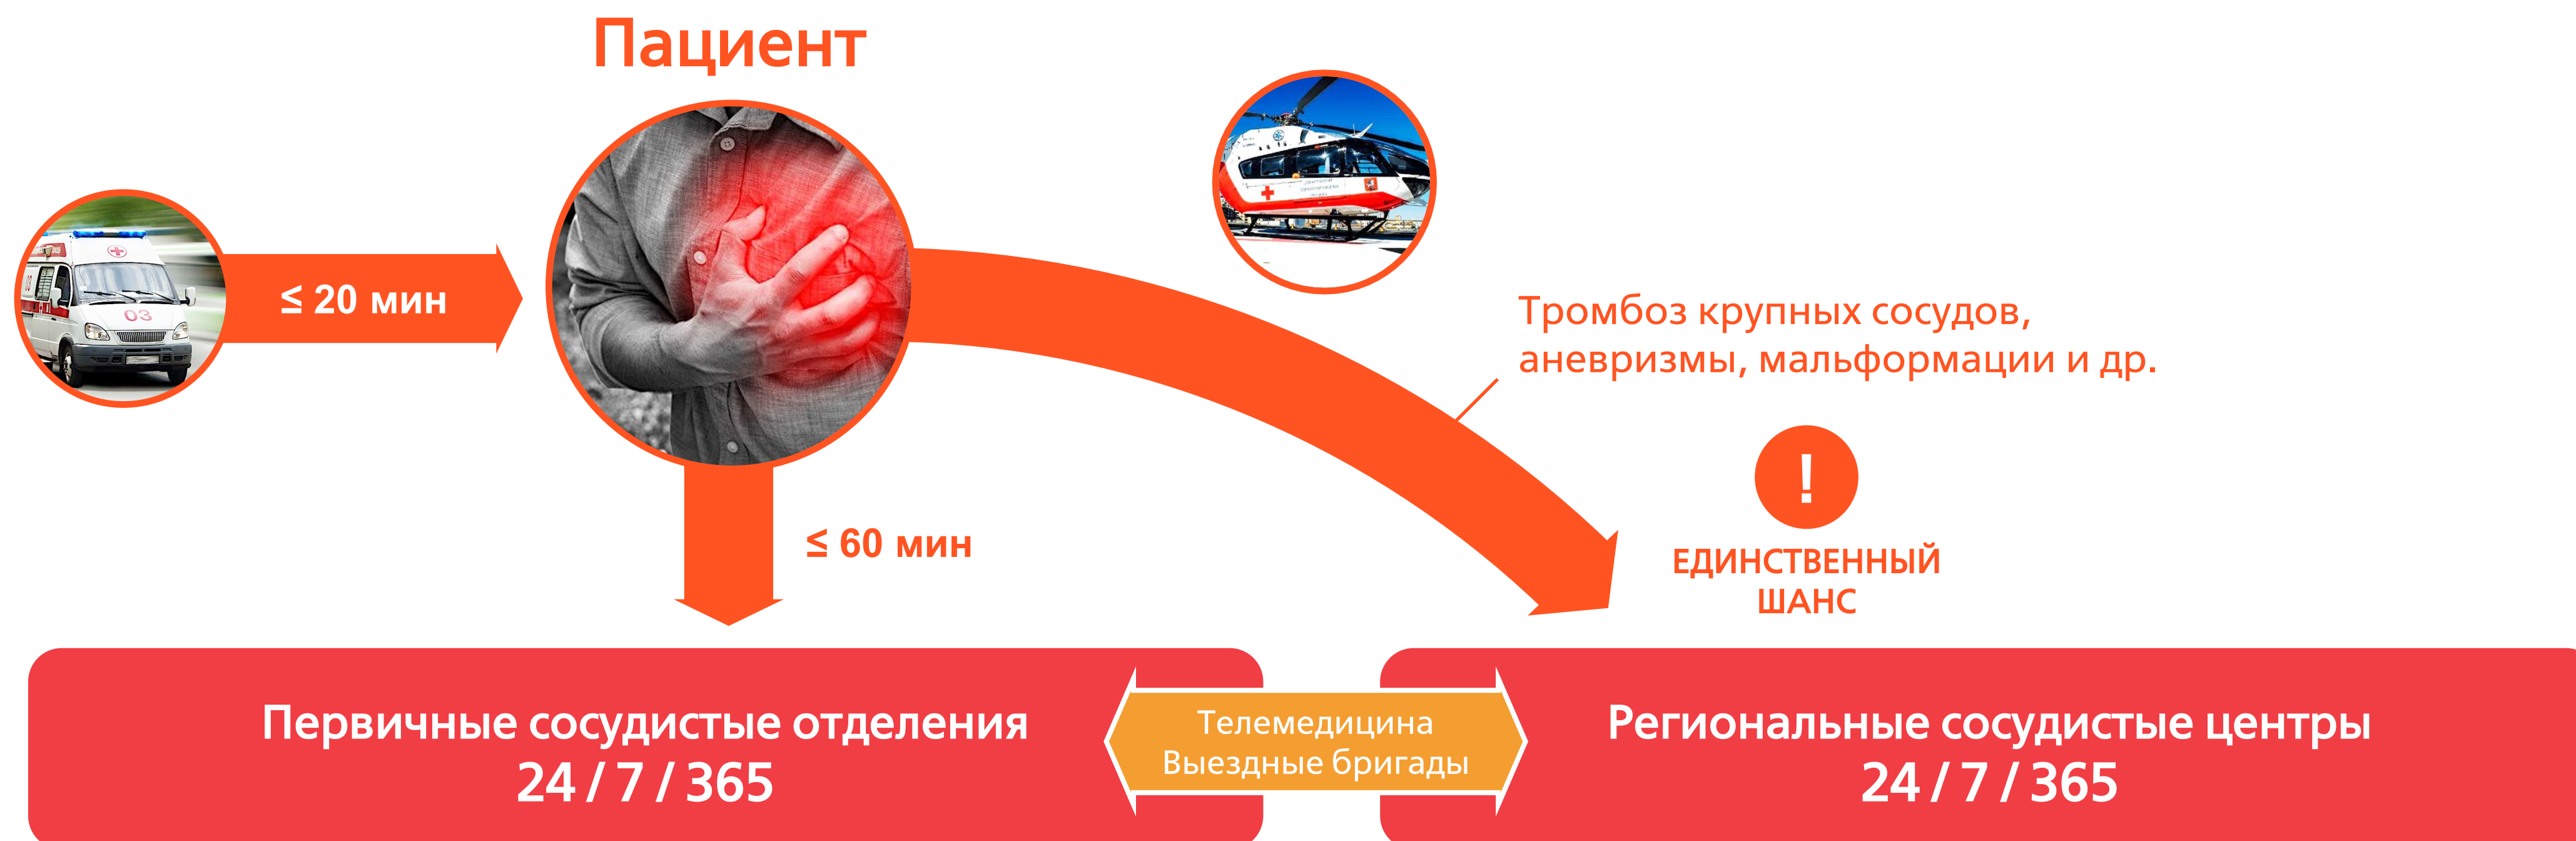 Пациент
03
≤ 20 мин
Тромбоз крупных сосудов,
аневризмы, мальформации и др.
!
≤ 60 мин
ЕДИНСТВЕННЫЙ
ШАНС
Первичные сосудистые отделения
24 / 7 / 365
Телемедицина
Выездные бригады
Региональные сосудистые центры
24 / 7 / 365